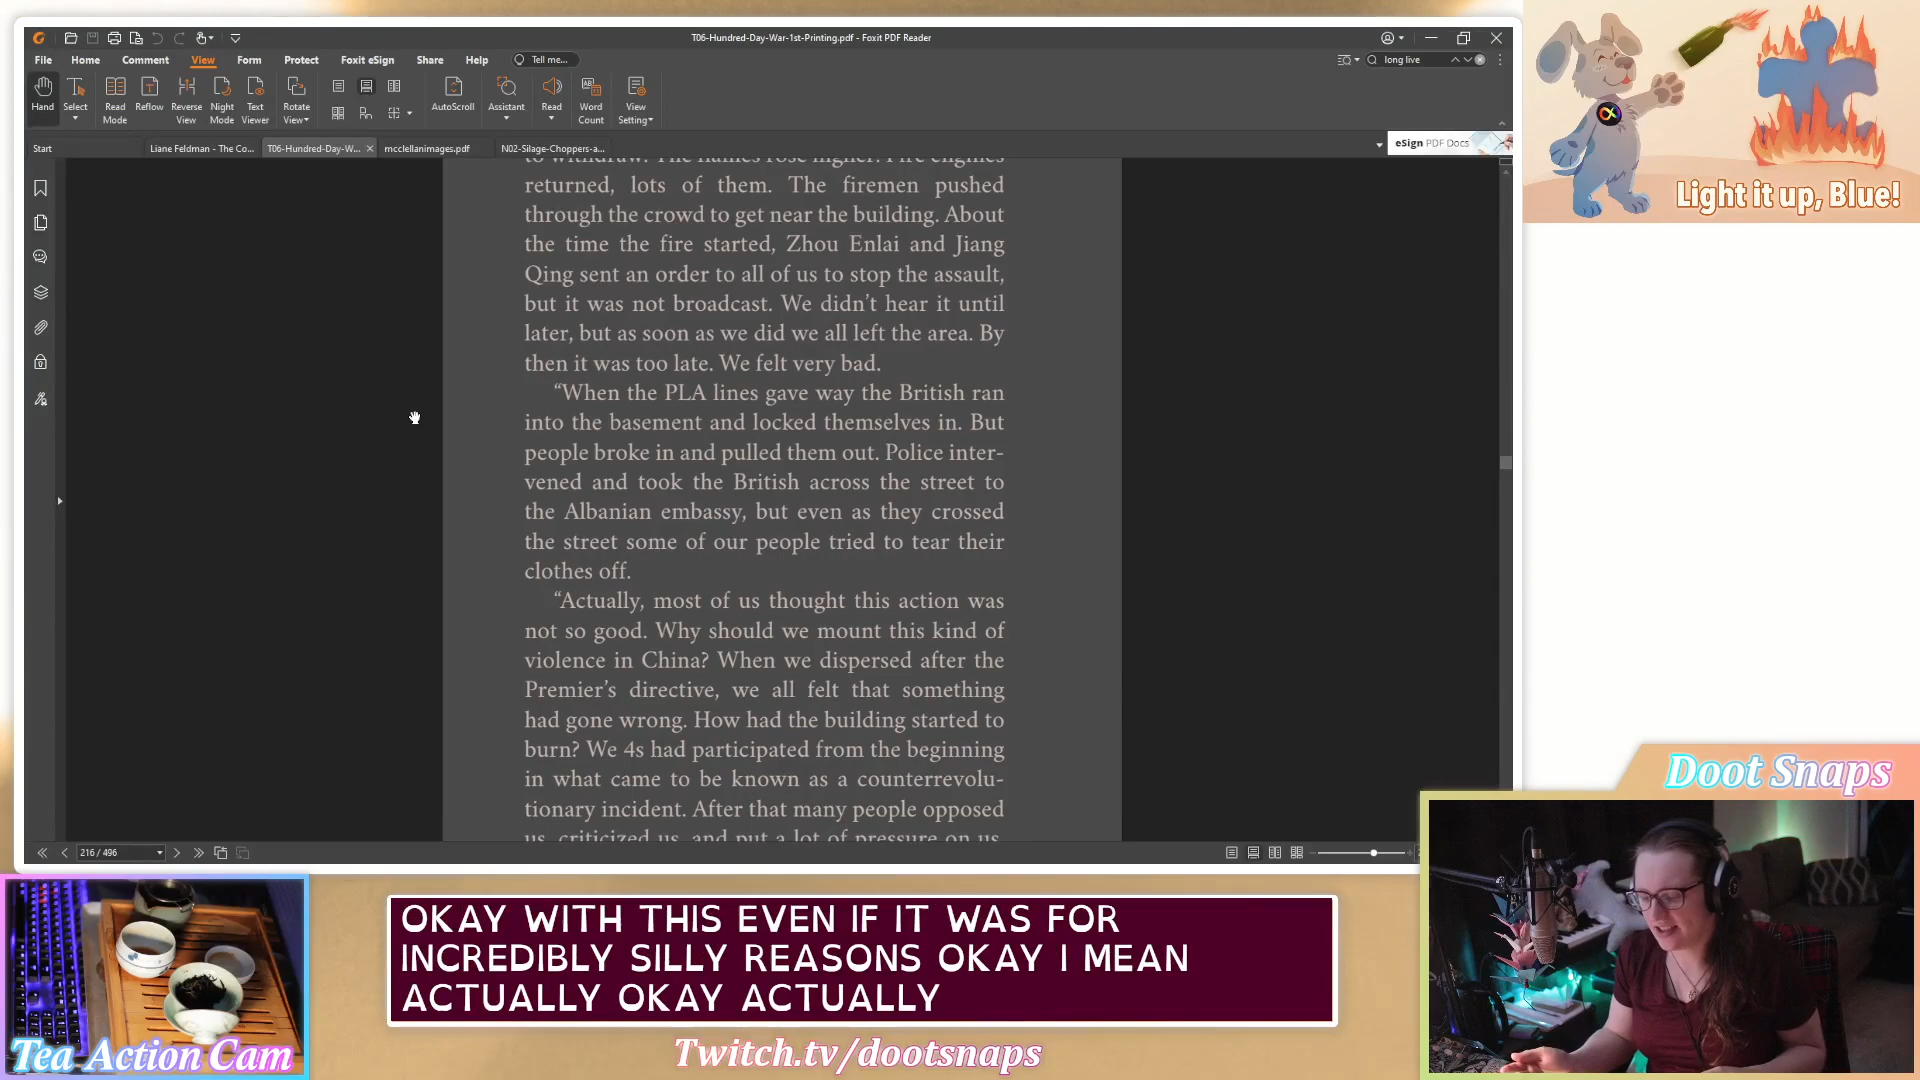 T06-Hundred-Day-War-1st-Printing.pdf - Foxit PDF Reader
File Home Comment View Form Protect Foxit eSign Share Help Tell me... long live
Hand Select Read Mode Reflow Reverse View Night Mode Text Viewer Rotate View AutoScroll Assistant Read Word Count View Setting
Start Liane Feldman - The Co... T06-Hundred-Day-W... mcclellanimages.pdf N02-Silage-Choppers-a... eSign PDF Docs
returned, lots of them. The firemen pushed
through the crowd to get near the building. About
the time the fire started, Zhou Enlai and Jiang
Qing sent an order to all of us to stop the assault,
but it was not broadcast. We didn’t hear it until
later, but as soon as we did we all left the area. By
then it was too late. We felt very bad.
“When the PLA lines gave way the British ran
into the basement and locked themselves in. But
people broke in and pulled them out. Police inter-
vened and took the British across the street to
the Albanian embassy, but even as they crossed
the street some of our people tried to tear their
clothes off.
“Actually, most of us thought this action was
not so good. Why should we mount this kind of
violence in China? When we dispersed after the
Premier’s directive, we all felt that something
had gone wrong. How had the building started to
burn? We 4s had participated from the beginning
in what came to be known as a counterrevolu-
tionary incident. After that many people opposed
us, criticized us, and put a lot of pressure on us.
216 / 496
Light it up, Blue!
Doot Snaps
Tea Action Cam
OKAY WITH THIS EVEN IF IT WAS FOR
INCREDIBLY SILLY REASONS OKAY I MEAN
ACTUALLY OKAY ACTUALLY
Twitch.tv/dootsnaps